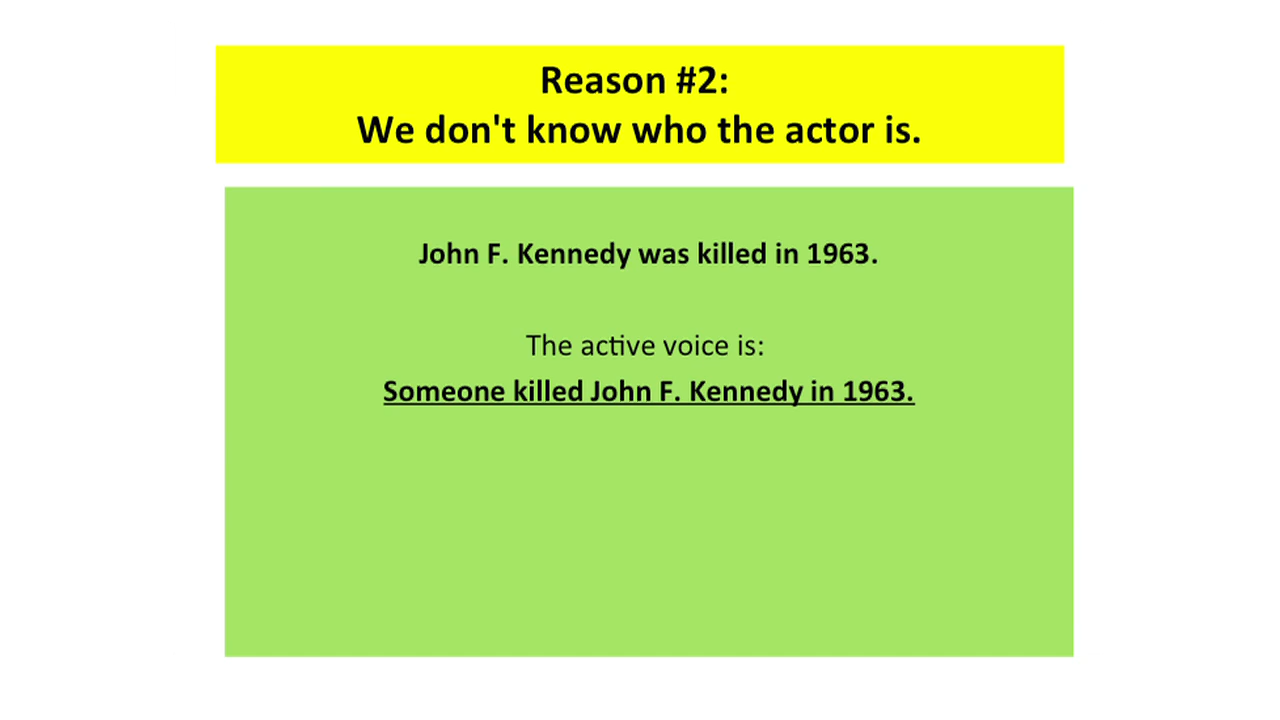 Reason #2:
We don't know who the actor is.
John F. Kennedy was killed in 1963.
The active voice is:
Someone killed John F. Kennedy in 1963.